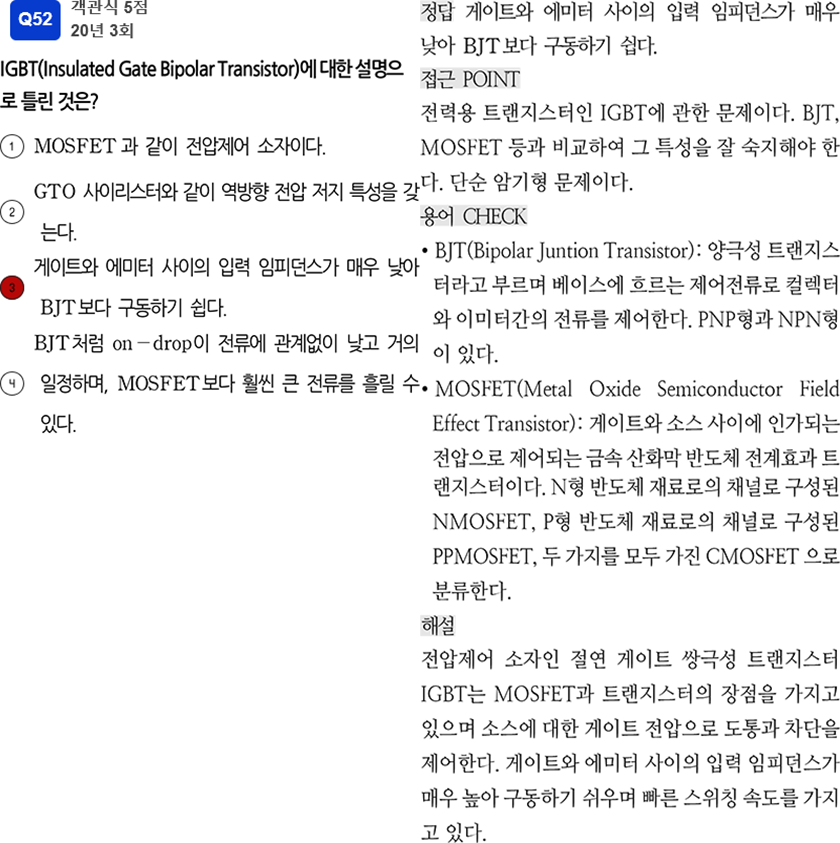 Q52
객관식 5점
20년 3회
IGBT(Insulated Gate Bipolar Transistor)에 대한 설명으
로 틀린 것은?
① MOSFET과 같이 전압제어 소자이다.
② GTO 사이리스터와 같이 역방향 전압 저지 특성을 갖
는다.
3 게이트와 에미터 사이의 입력 임피던스가 매우 낮아
BJT보다 구동하기 쉽다.
④ BJT처럼 on-drop이 전류에 관계없이 낮고 거의
일정하며, MOSFET보다 훨씬 큰 전류를 흘릴 수
있다.
정답 게이트와 에미터 사이의 입력 임피던스가 매우
낮아 BJT보다 구동하기 쉽다.
접근 POINT
전력용 트랜지스터인 IGBT에 관한 문제이다. BJT,
MOSFET 등과 비교하여 그 특성을 잘 숙지해야 한
다. 단순 암기형 문제이다.
용어 CHECK
• BJT(Bipolar Juntion Transistor): 양극성 트랜지스
터라고 부르며 베이스에 흐르는 제어전류로 컬렉터
와 이미터간의 전류를 제어한다. PNP형과 NPN형
이 있다.
• MOSFET(Metal Oxide Semiconductor Field
Effect Transistor): 게이트와 소스 사이에 인가되는
전압으로 제어되는 금속 산화막 반도체 전계효과 트
랜지스터이다. N형 반도체 재료로의 채널로 구성된
NMOSFET, P형 반도체 재료로의 채널로 구성된
PPMOSFET, 두 가지를 모두 가진 CMOSFET 으로
분류한다.
해설
전압제어 소자인 절연 게이트 쌍극성 트랜지스터
IGBT는 MOSFET과 트랜지스터의 장점을 가지고
있으며 소스에 대한 게이트 전압으로 도통과 차단을
제어한다. 게이트와 에미터 사이의 입력 임피던스가
매우 높아 구동하기 쉬우며 빠른 스위칭 속도를 가지
고 있다.